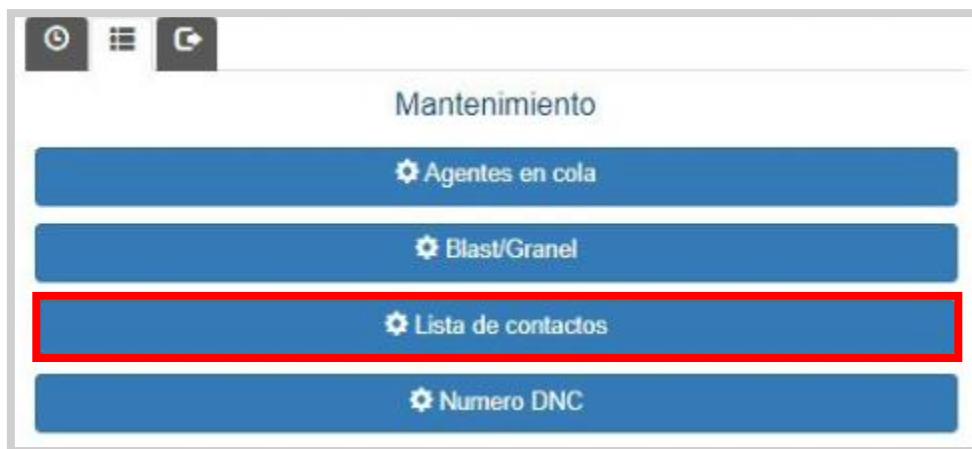 Mantenimiento
Agentes en cola
Blast/Granel
Lista de contactos
Numero DNC